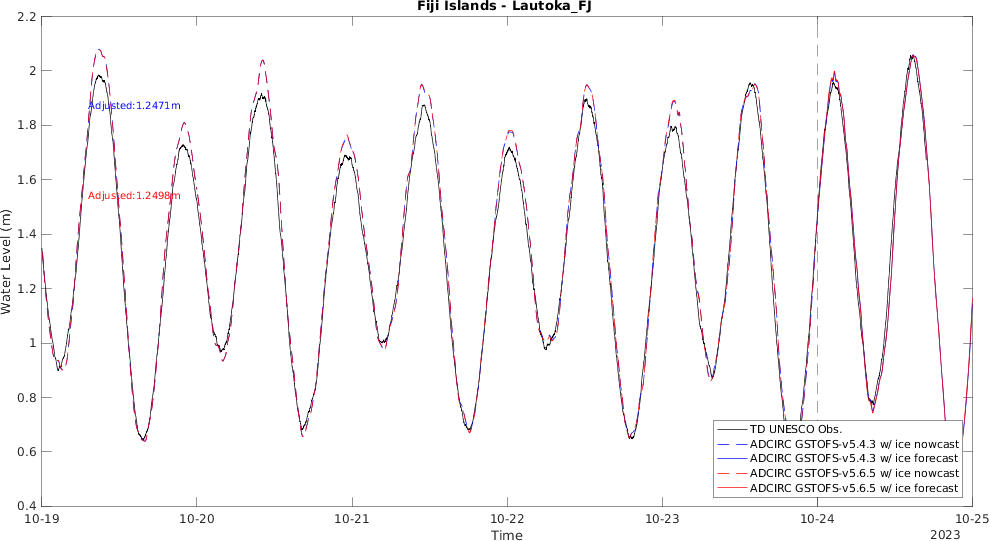 Fiji Islands - Lautoka_FJ
2.2
2
1.8
1.6
1.4
1.2
1
0.8
0.6
0.4
Water Level (m)
Adjusted:1.2471m
Adjusted:1.2498m
TD UNESCO Obs.
ADCIRC GSTOFS-v5.4.3 w/ ice nowcast
ADCIRC GSTOFS-v5.4.3 w/ ice forecast
ADCIRC GSTOFS-v5.6.5 w/ ice nowcast
ADCIRC GSTOFS-v5.6.5 w/ ice forecast
10-19 10-20 10-21 10-22 10-23 10-24 10-25
Time
2023